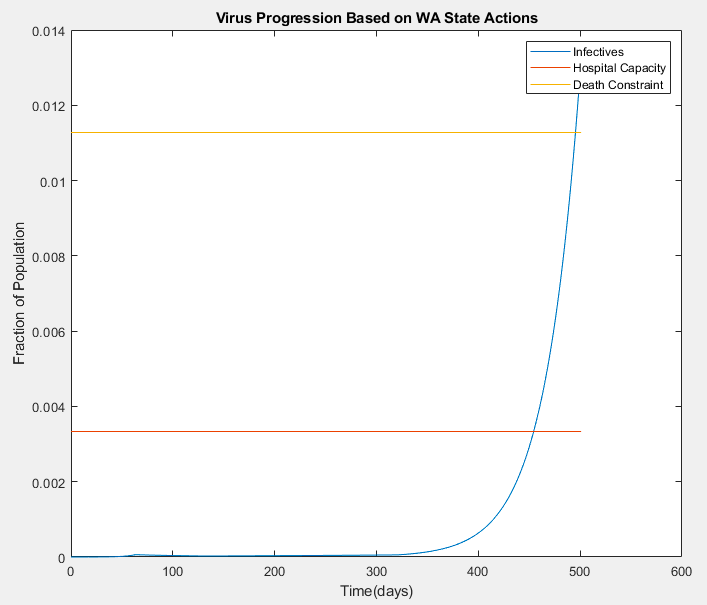 Virus Progression Based on WA State Actions
Infectives
Hospital Capacity
Death Constraint
0.014
0.012
0.01
0.008
0.006
0.004
0.002
0
Fraction of Population
0 100 200 300 400 500 600
Time(days)